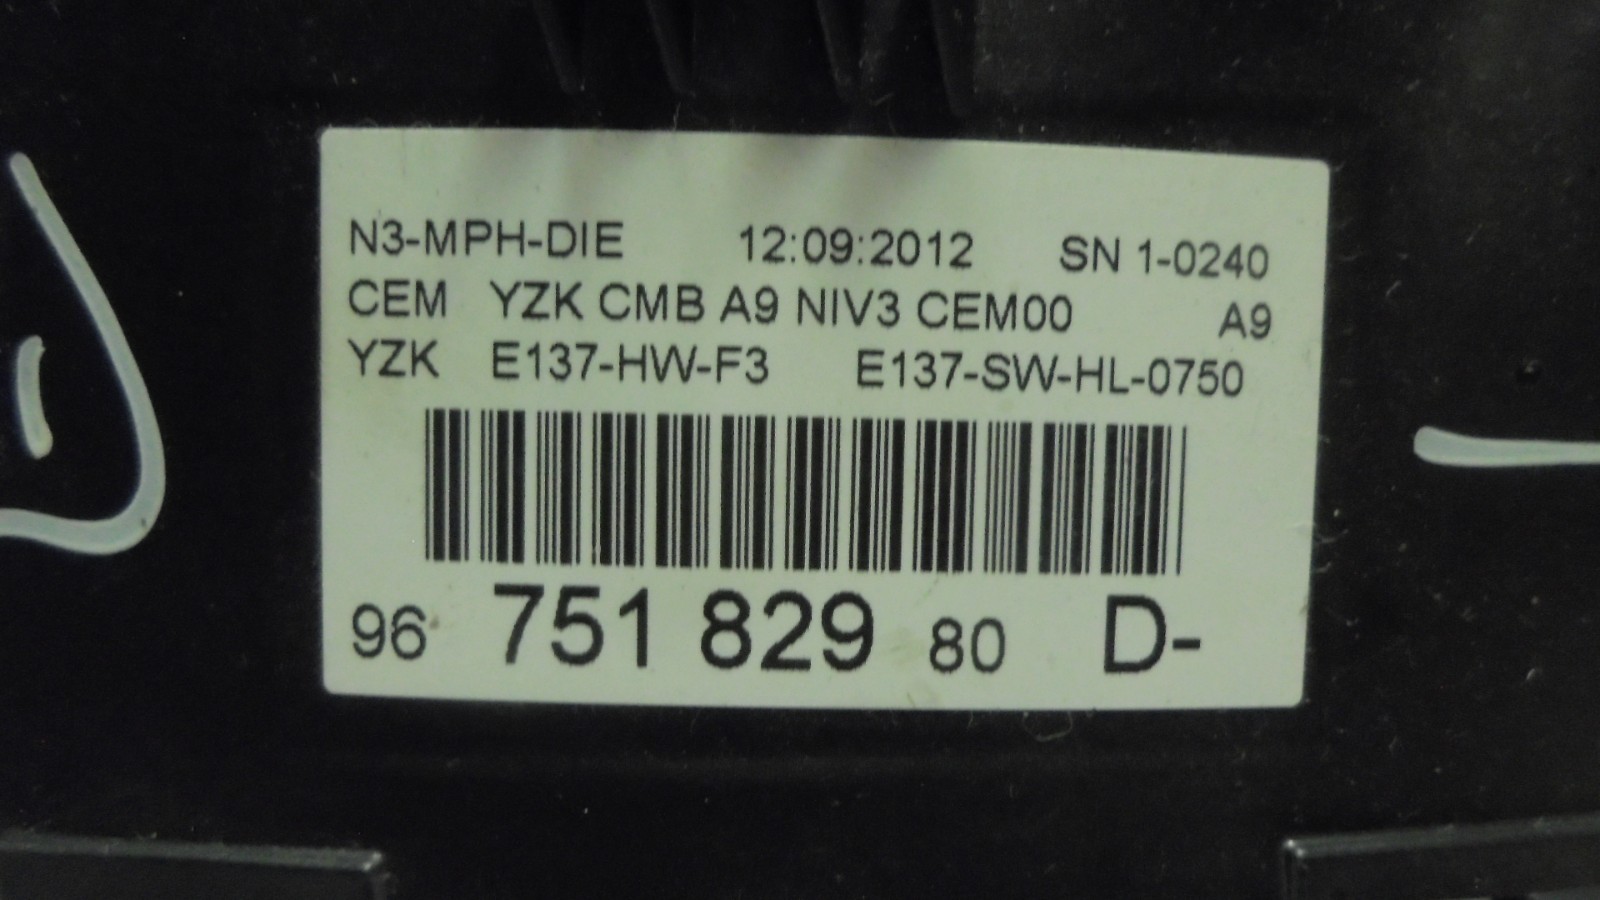 N3-MPH-DIE 12:09:2012 SN 1-0240
CEM YZK CMB A9 NIV3 CEM00 A9
YZK E137-HW-F3 E137-SW-HL-0750
96 751 829 80 D-